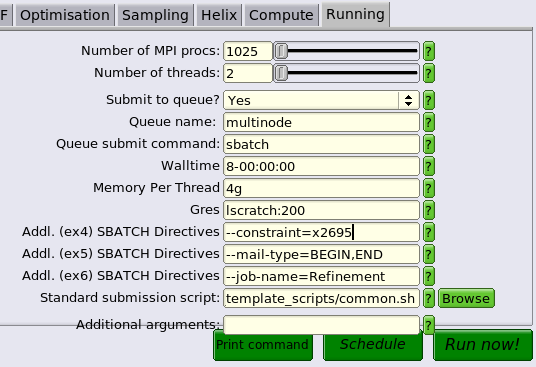 F Optimisation Sampling Helix Compute Running
Number of MPI procs: 1025 ?
Number of threads: 2 ?
Submit to queue? Yes ?
Queue name: multinode ?
Queue submit command: sbatch ?
Walltime 8-00:00:00 ?
Memory Per Thread 4g ?
Gres lscratch:200 ?
Addl. (ex4) SBATCH Directives --constraint=x2695 ?
Addl. (ex5) SBATCH Directives --mail-type=BEGIN,END ?
Addl. (ex6) SBATCH Directives --job-name=Refinement ?
Standard submission script: template_scripts/common.sh ? Browse
Additional arguments: ?
Print command Schedule Run now!